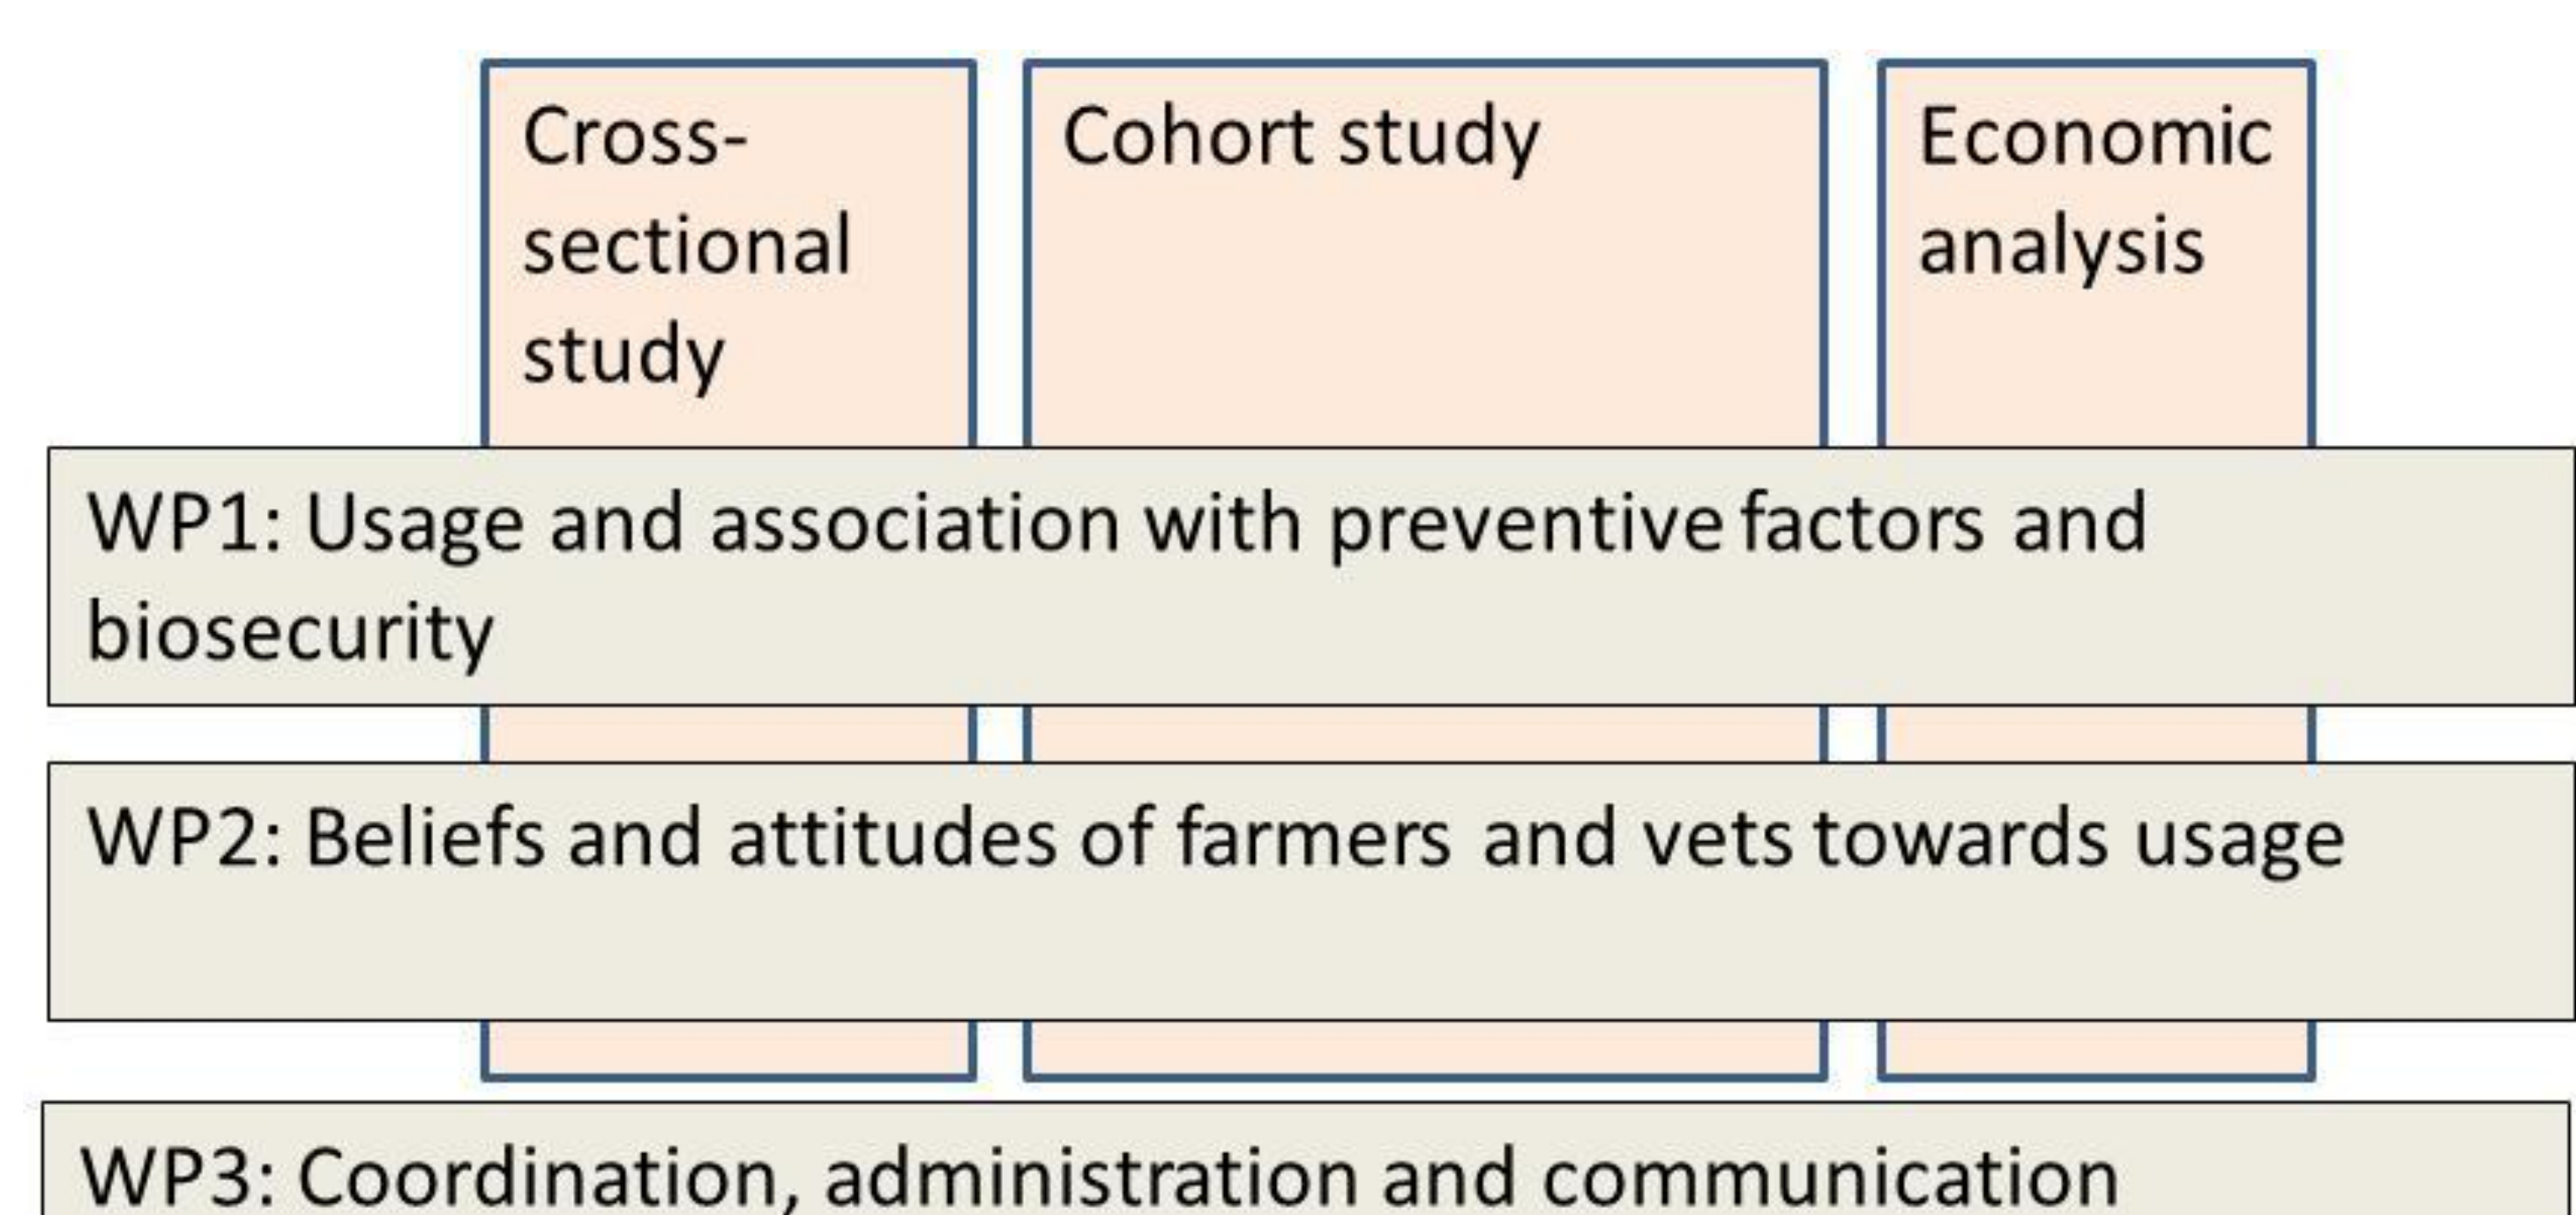 Cross-
sectional
study
Cohort study
Economic
analysis
WP1: Usage and association with preventive factors and
biosecurity
WP2: Beliefs and attitudes of farmers and vets towards usage
WP3: Coordination, administration and communication